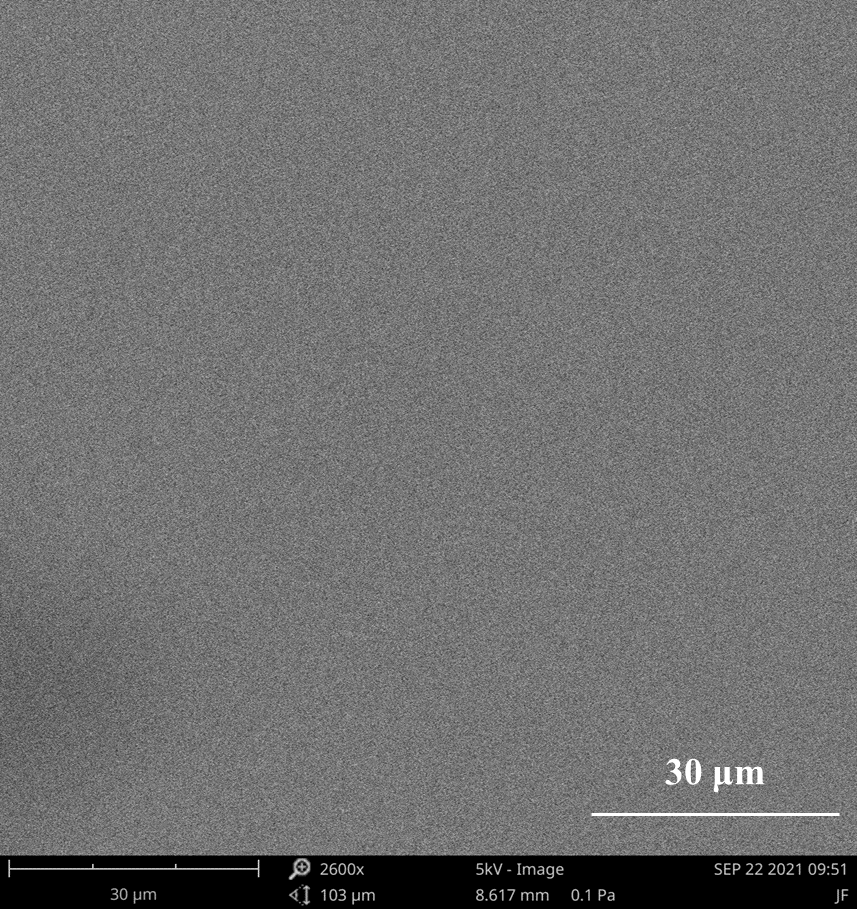 30 μm
2600x 5kV - Image SEP 22 2021 09:51
30 μm 103 μm 8.617 mm 0.1 Pa JF